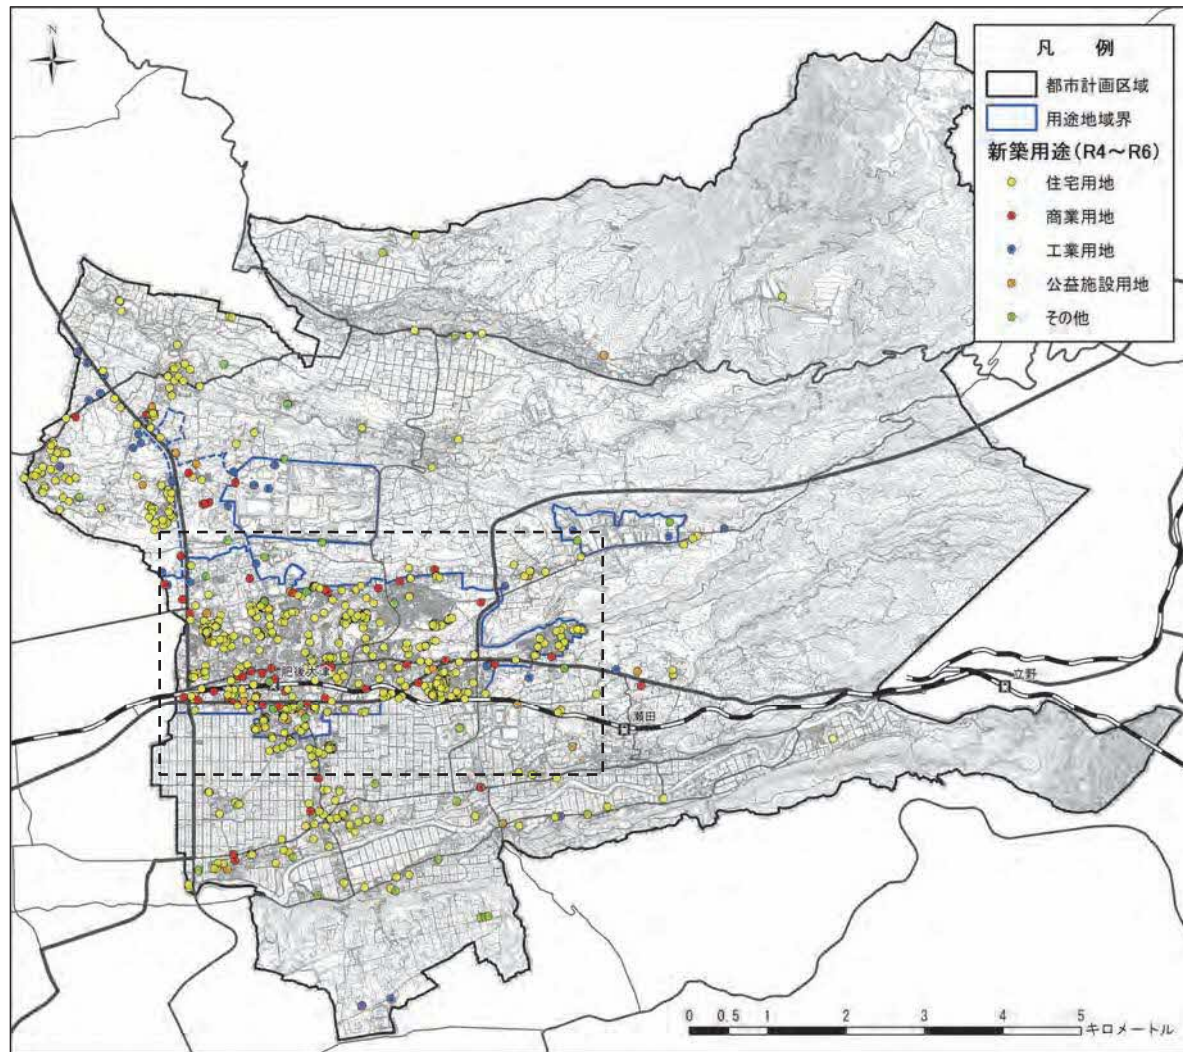 N
凡 例
都市計画区域
用途地域界
新築用途(R4~R6)
住宅用地
商業用地
工業用地
公益施設用地
その他
肥後大津
瀬田
立野
0 0.5 1 2 3 4 5
キロメートル